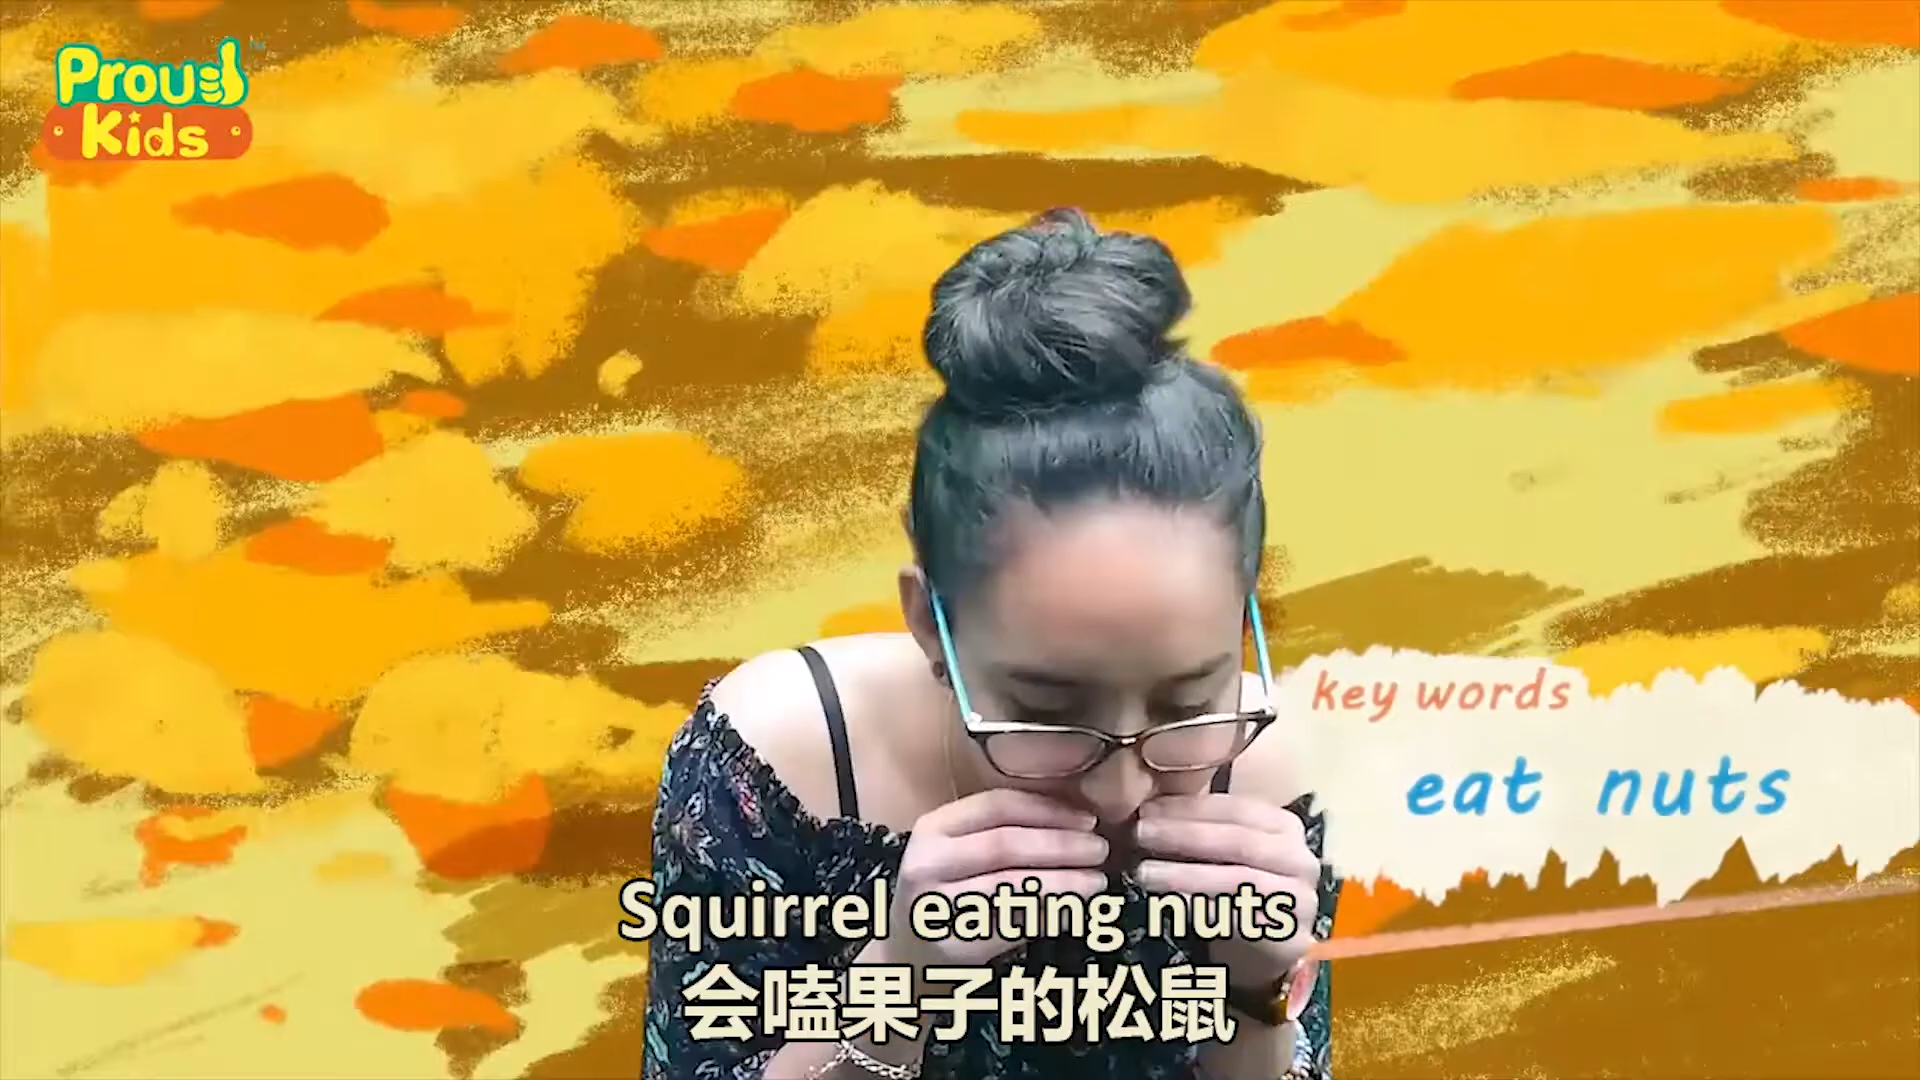 Proud
Kids
key words
eat nuts
Squirrel eating nuts
会嗑果子的松鼠